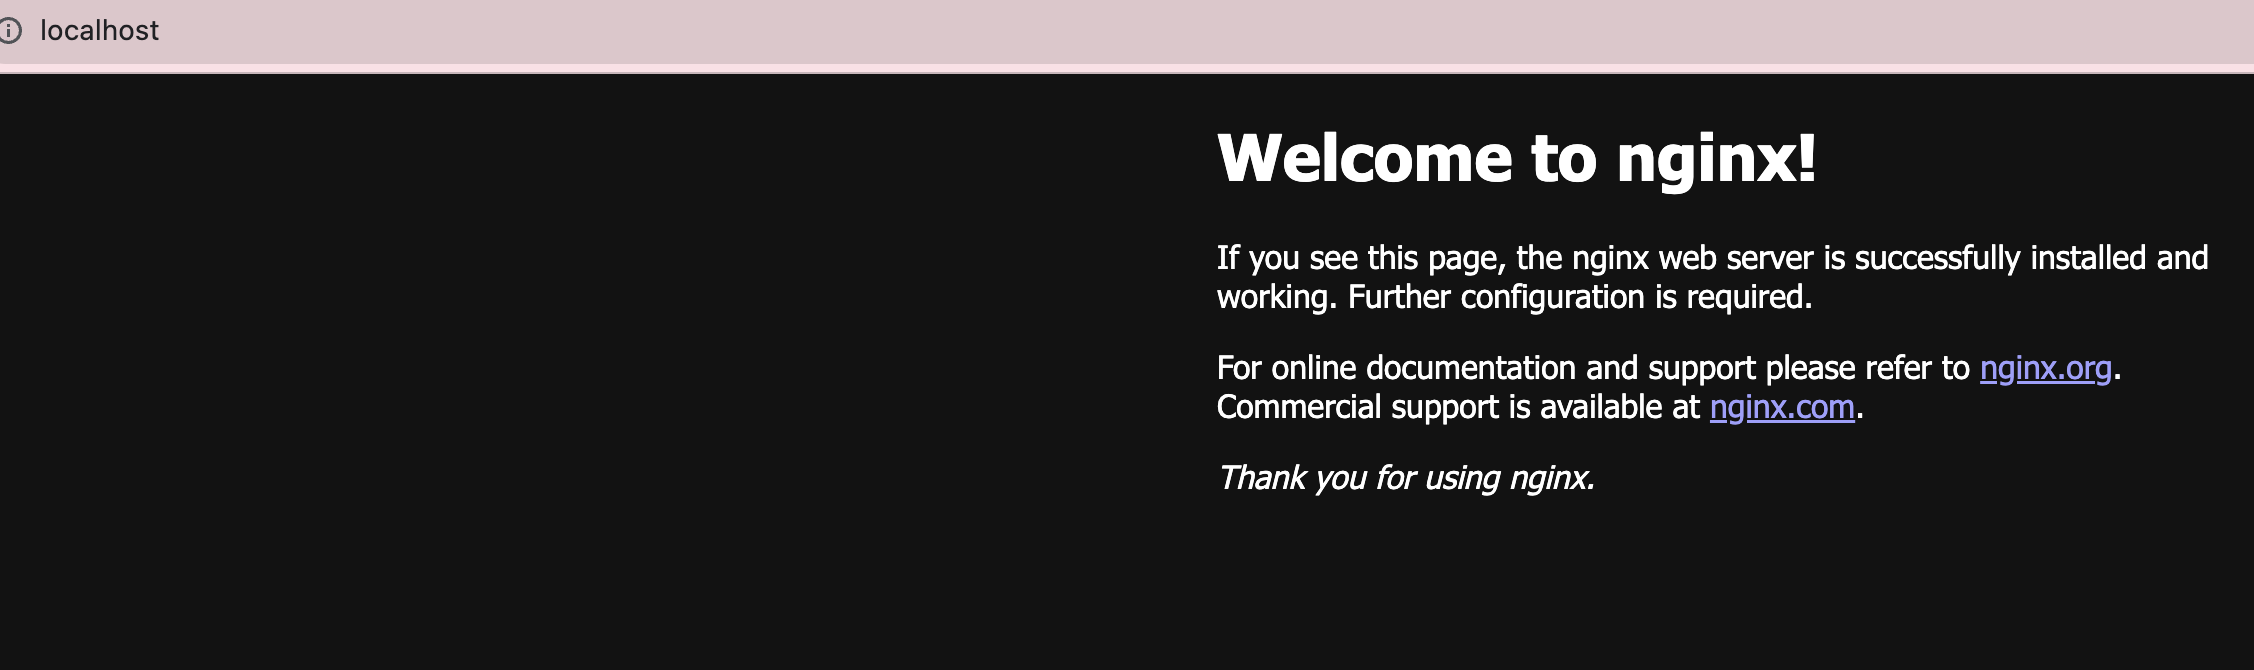 localhost
Welcome to nginx!
If you see this page, the nginx web server is successfully installed and
working. Further configuration is required.
For online documentation and support please refer to nginx.org.
Commercial support is available at nginx.com.
Thank you for using nginx.